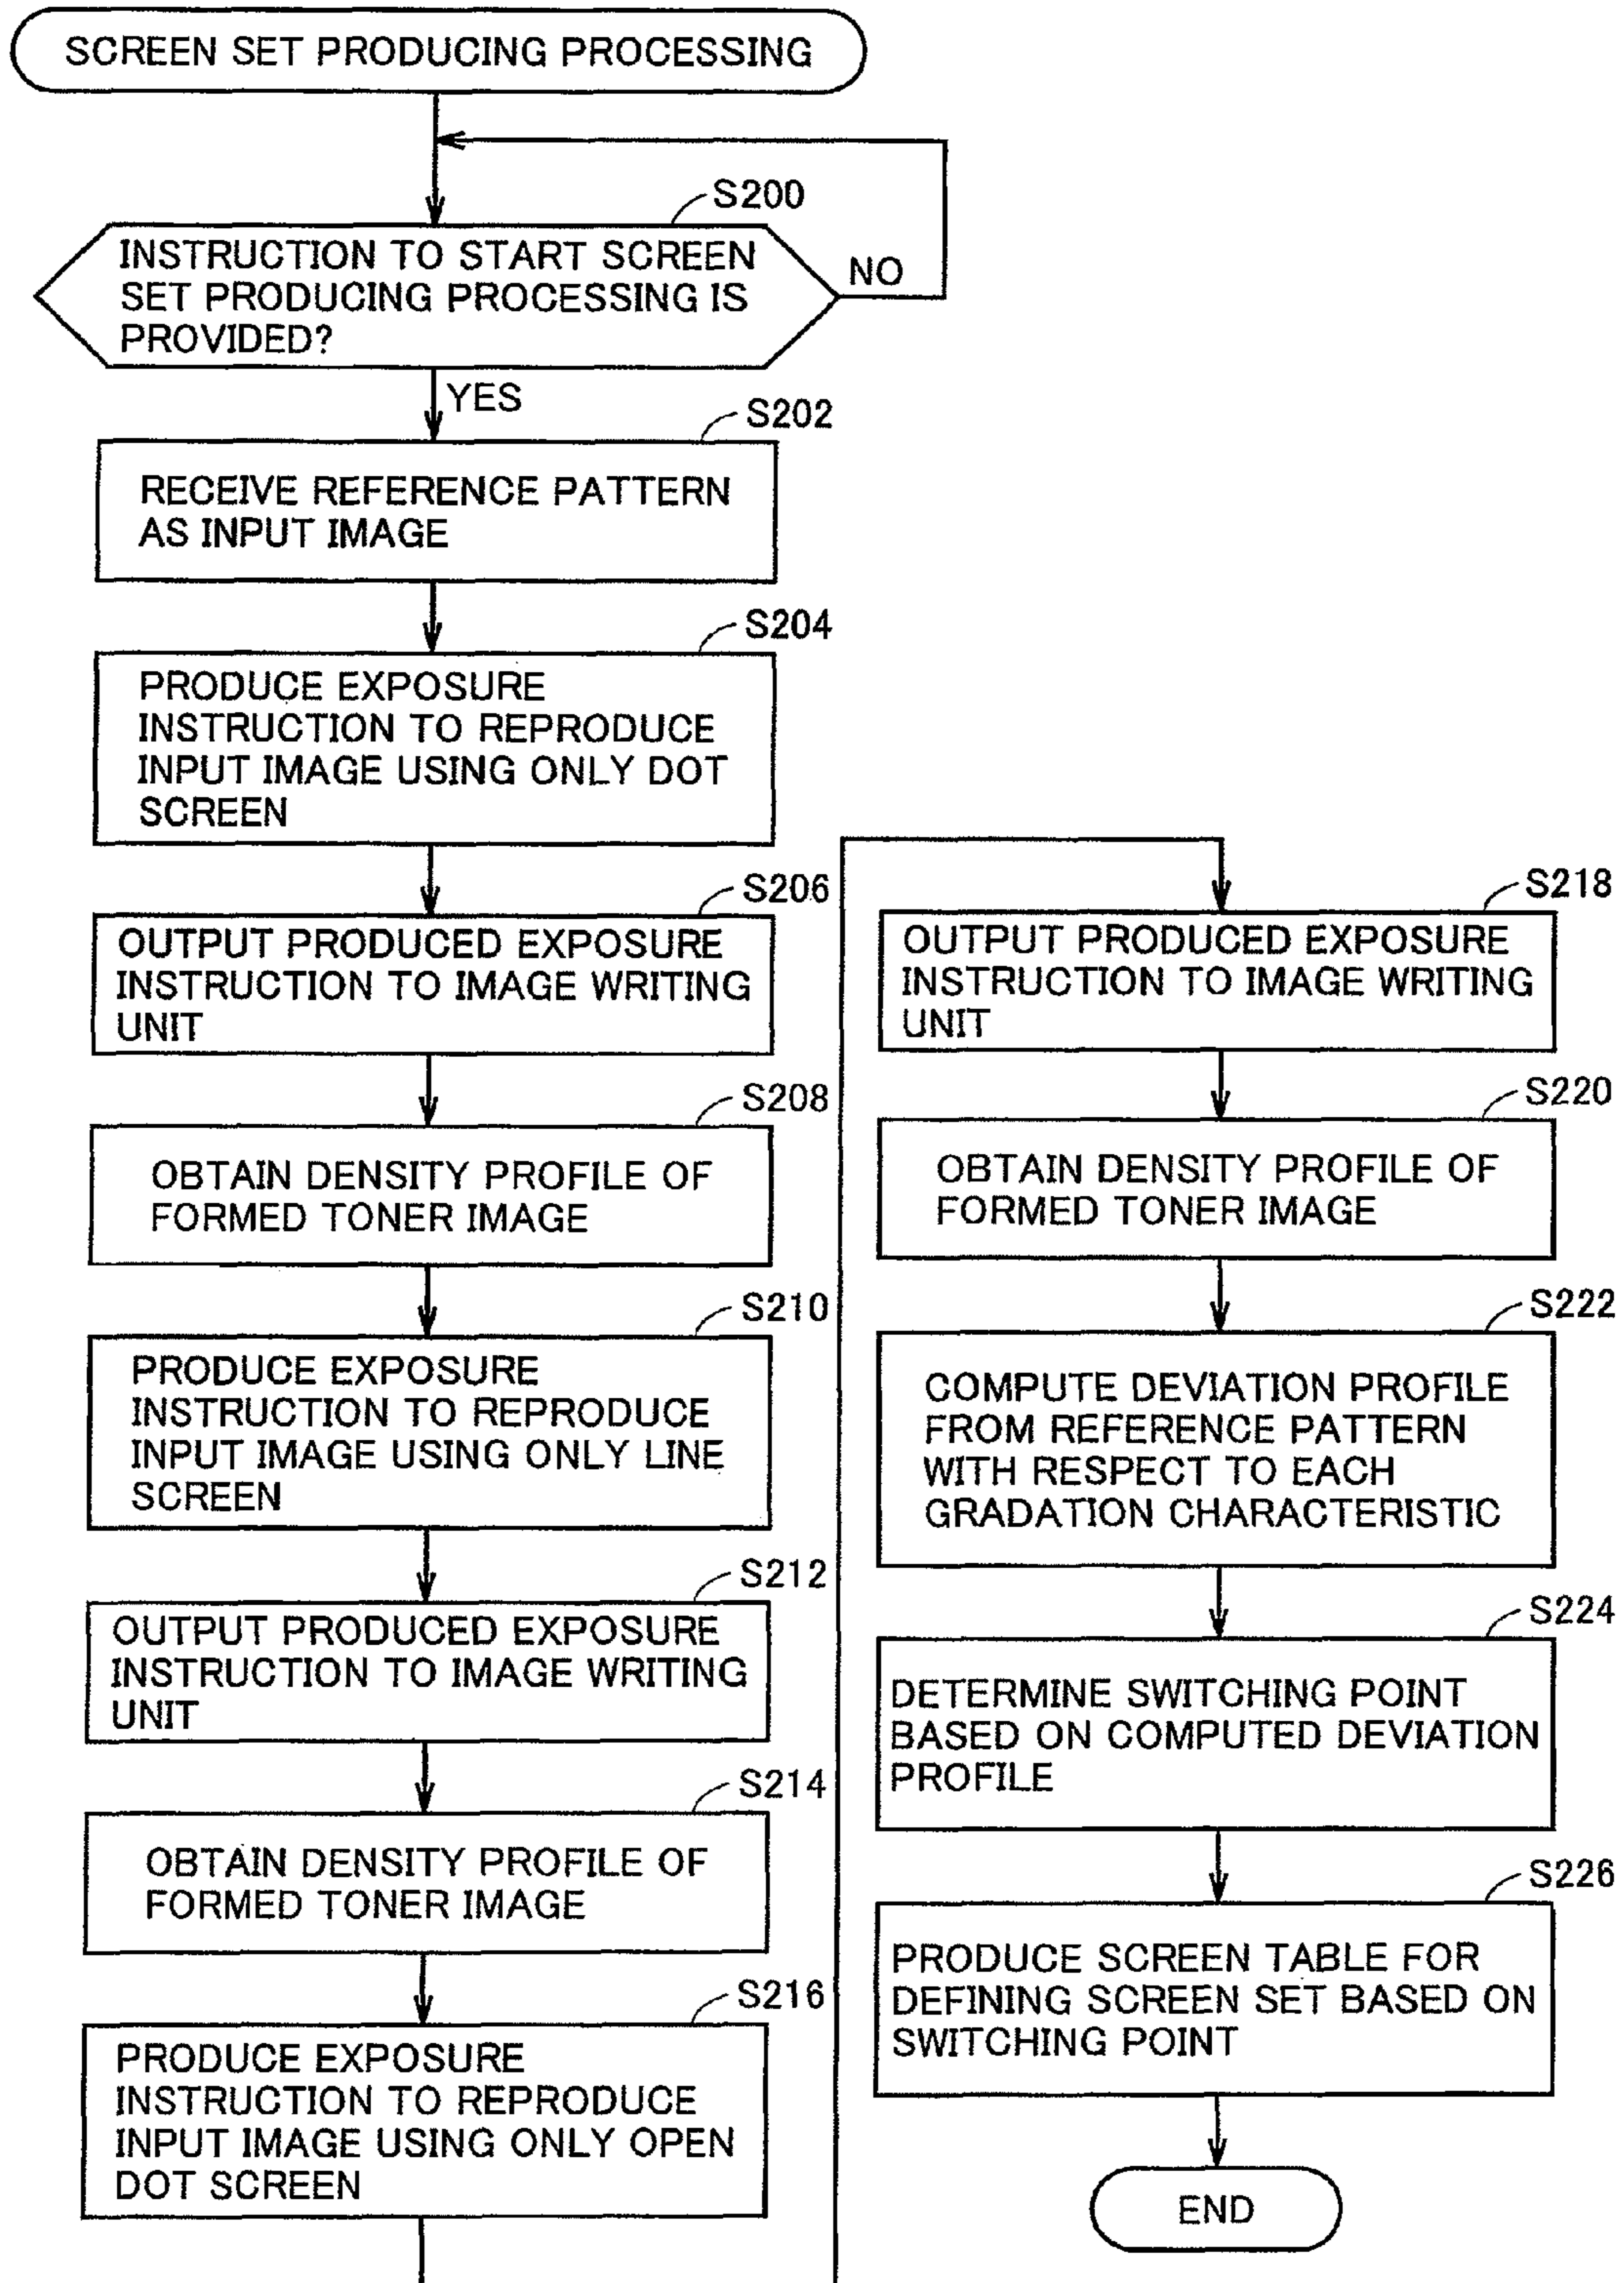 SCREEN SET PRODUCING PROCESSING
S200
INSTRUCTION TO START SCREEN
SET PRODUCING PROCESSING IS
PROVIDED?
NO
YES
S202
RECEIVE REFERENCE PATTERN
AS INPUT IMAGE
S204
PRODUCE EXPOSURE
INSTRUCTION TO REPRODUCE
INPUT IMAGE USING ONLY DOT
SCREEN
S206
OUTPUT PRODUCED EXPOSURE
INSTRUCTION TO IMAGE WRITING
UNIT
S208
OBTAIN DENSITY PROFILE OF
FORMED TONER IMAGE
S210
PRODUCE EXPOSURE
INSTRUCTION TO REPRODUCE
INPUT IMAGE USING ONLY LINE
SCREEN
S212
OUTPUT PRODUCED EXPOSURE
INSTRUCTION TO IMAGE WRITING
UNIT
S214
OBTAIN DENSITY PROFILE OF
FORMED TONER IMAGE
S216
PRODUCE EXPOSURE
INSTRUCTION TO REPRODUCE
INPUT IMAGE USING ONLY OPEN
DOT SCREEN
S218
OUTPUT PRODUCED EXPOSURE
INSTRUCTION TO IMAGE WRITING
UNIT
S220
OBTAIN DENSITY PROFILE OF
FORMED TONER IMAGE
S222
COMPUTE DEVIATION PROFILE
FROM REFERENCE PATTERN
WITH RESPECT TO EACH
GRADATION CHARACTERISTIC
S224
DETERMINE SWITCHING POINT
BASED ON COMPUTED DEVIATION
PROFILE
S226
PRODUCE SCREEN TABLE FOR
DEFINING SCREEN SET BASED ON
SWITCHING POINT
END